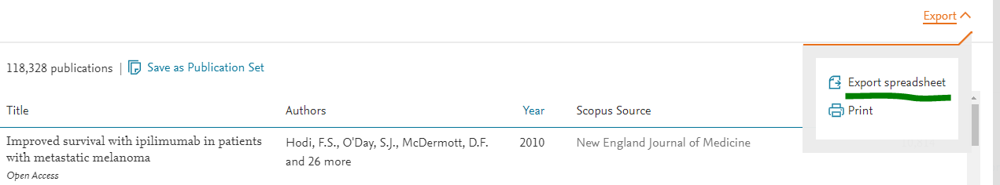 Export
118,328 publications | Save as Publication Set
Export spreadsheet
Print
Title Authors Year Scopus Source
Improved survival with ipilimumab in patients
with metastatic melanoma
Open Access
Hodi, F.S., O'Day, S.J., McDermott, D.F.
and 26 more
2010
New England Journal of Medicine